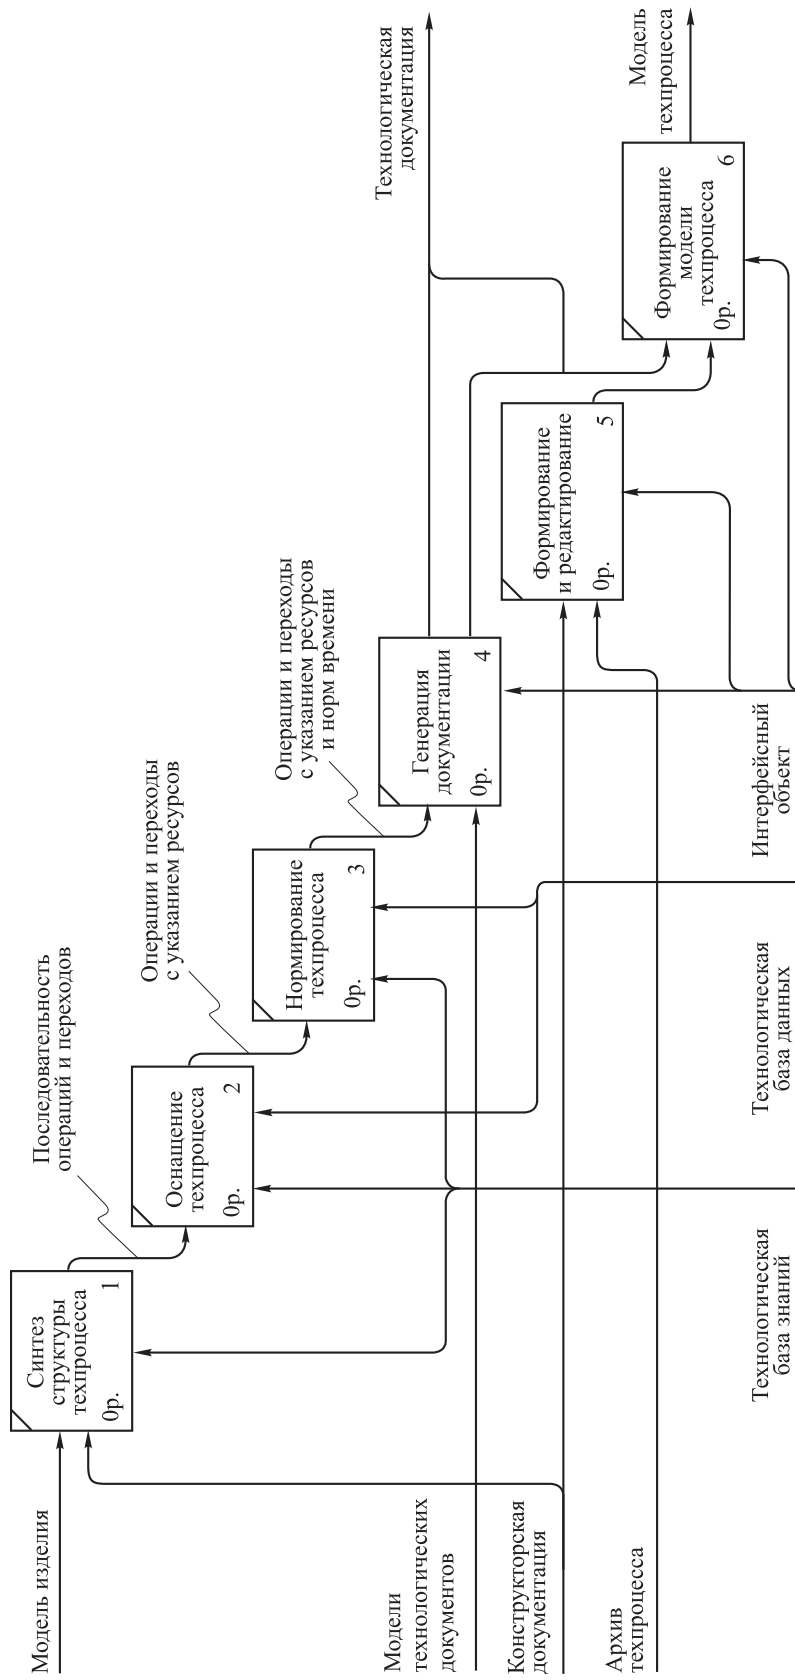 Модель изделия
Модели
технологических
документов
Конструкторская
документация
Архив
техпроцесса
Синтез
структуры
техпроцесса
0р.
1
Последовательность
операций и переходов
Оснащение
техпроцесса
0р.
2
Операции и переходы
с указанием ресурсов
Нормирование
техпроцесса
0р.
3
Операции и переходы
с указанием ресурсов
и норм времени
Генерация
документации
0р.
4
Формирование
и редактирование
0р.
5
Формирование
модели
техпроцесса
0р.
6
Технологическая
документация
Модель
техпроцесса
Технологическая
база знаний
Технологическая
база данных
Интерфейсный
объект